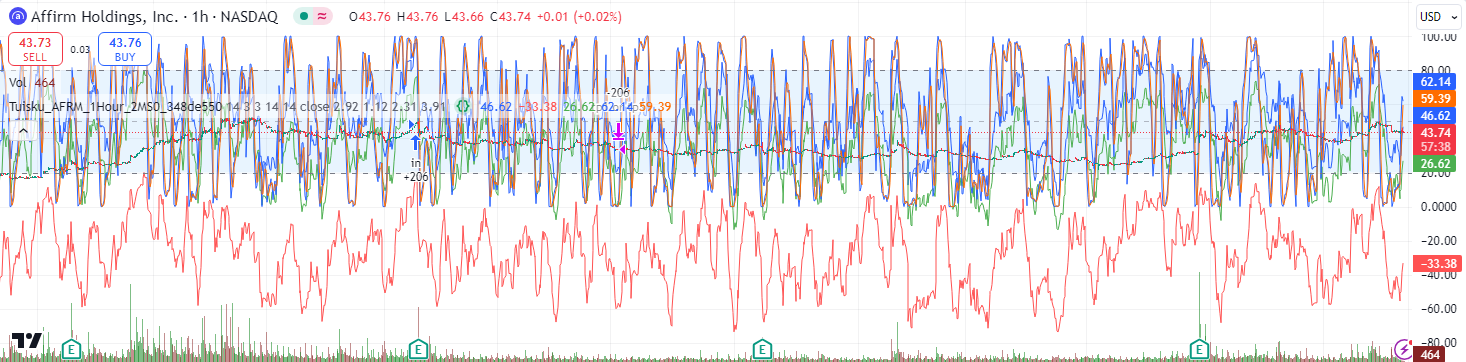 Affirm Holdings, Inc. · 1h · NASDAQ O43.76 H43.76 L43.66 C43.74 +0.01 (+0.02%)
USD
43.73
SELL
0.03
43.76
BUY
Vol 464
Tuisku_AFRM_1Hour_2MS0_348de550 14 3 3 14 14 close 2.92 1.12 2.31 3.91 46.62 −33.38 26.62 62.14 59.39
-206
in
+206
100.00
80.00
62.14
59.39
46.62
43.74
57:38
26.62
20.00
0.0000
−20.00
−33.38
−40.00
−60.00
−80.00
464
E
E
E
E